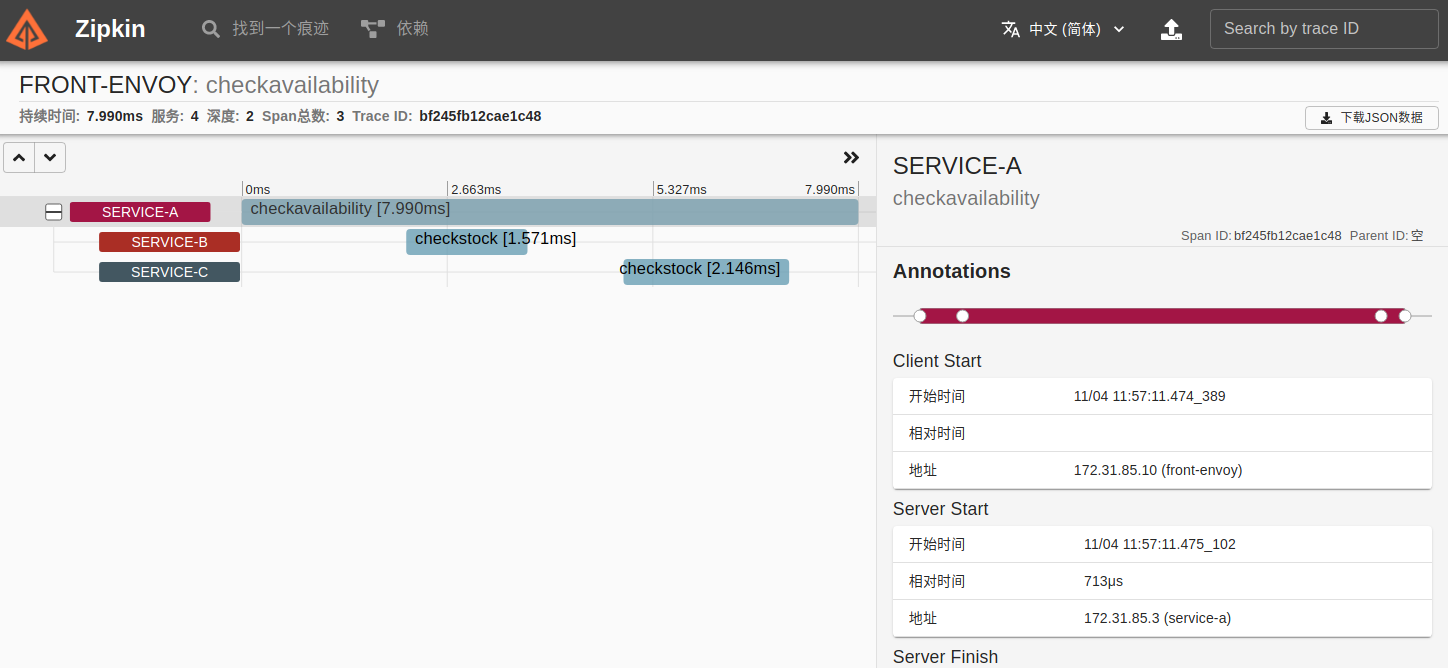 Zipkin 找到一个痕迹 依赖 中文 (简体) Search by trace ID
FRONT-ENVOY: checkavailability
持续时间: 7.990ms 服务: 4 深度: 2 Span总数: 3 Trace ID: bf245fb12cae1c48 下载JSON数据
0ms 2.663ms 5.327ms 7.990ms
SERVICE-A checkavailability [7.990ms]
SERVICE-B checkstock [1.571ms]
SERVICE-C checkstock [2.146ms]
SERVICE-A
checkavailability
Span ID: bf245fb12cae1c48 Parent ID: 空
Annotations
Client Start
开始时间 11/04 11:57:11.474_389
相对时间
地址 172.31.85.10 (front-envoy)
Server Start
开始时间 11/04 11:57:11.475_102
相对时间 713μs
地址 172.31.85.3 (service-a)
Server Finish